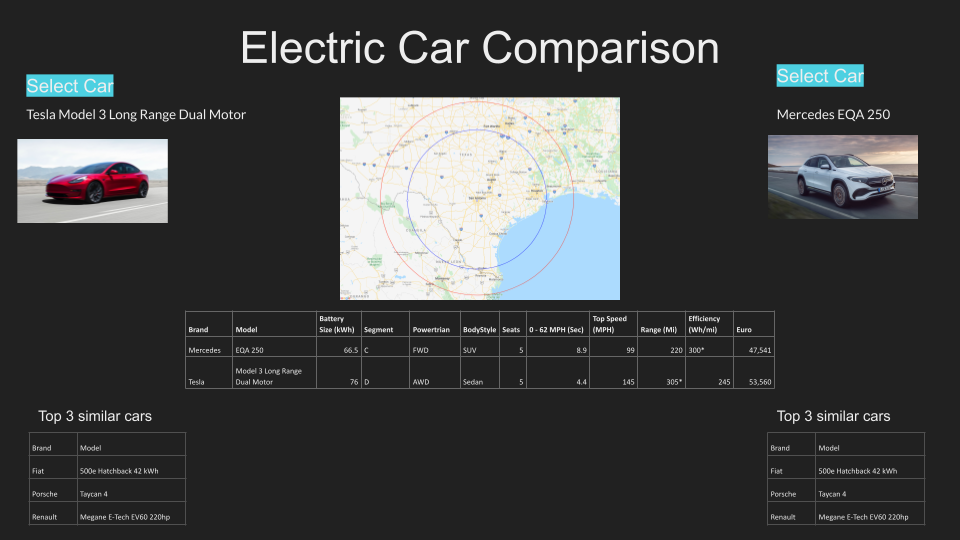 Electric Car Comparison
Select Car
Select Car
Tesla Model 3 Long Range Dual Motor
Mercedes EQA 250
Brand Model Battery Size (kWh) Segment Powertrian BodyStyle Seats 0 - 62 MPH (Sec) Top Speed (MPH) Range (Mi) Efficiency (Wh/mi) Euro
Mercedes EQA 250 66.5 C FWD SUV 5 8.9 99 220 300* 47,541
Tesla Model 3 Long Range Dual Motor 76 D AWD Sedan 5 4.4 145 305* 245 53,560
Top 3 similar cars
Brand Model
Fiat 500e Hatchback 42 kWh
Porsche Taycan 4
Renault Megane E-Tech EV60 220hp
Top 3 similar cars
Brand Model
Fiat 500e Hatchback 42 kWh
Porsche Taycan 4
Renault Megane E-Tech EV60 220hp